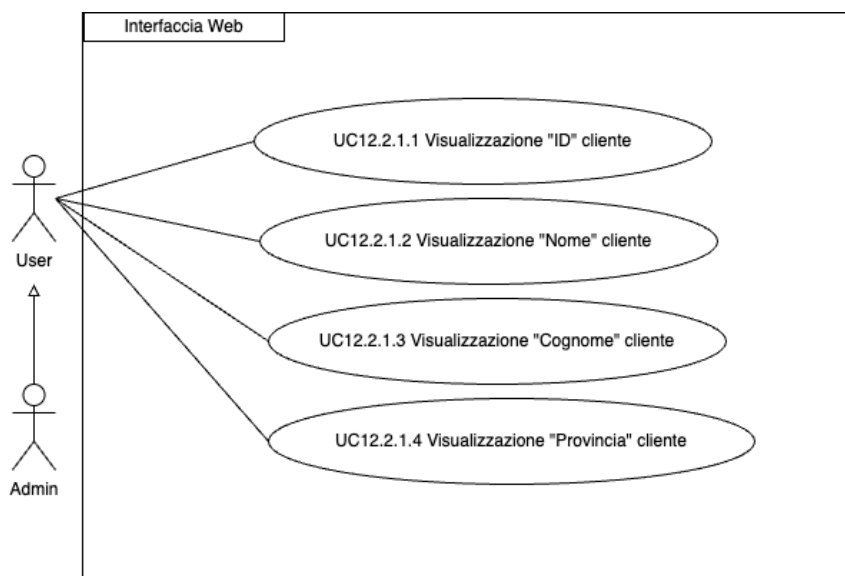 Interfaccia Web
UC12.2.1.1 Visualizzazione "ID" cliente
UC12.2.1.2 Visualizzazione "Nome" cliente
User
UC12.2.1.3 Visualizzazione "Cognome" cliente
UC12.2.1.4 Visualizzazione "Provincia" cliente
Admin